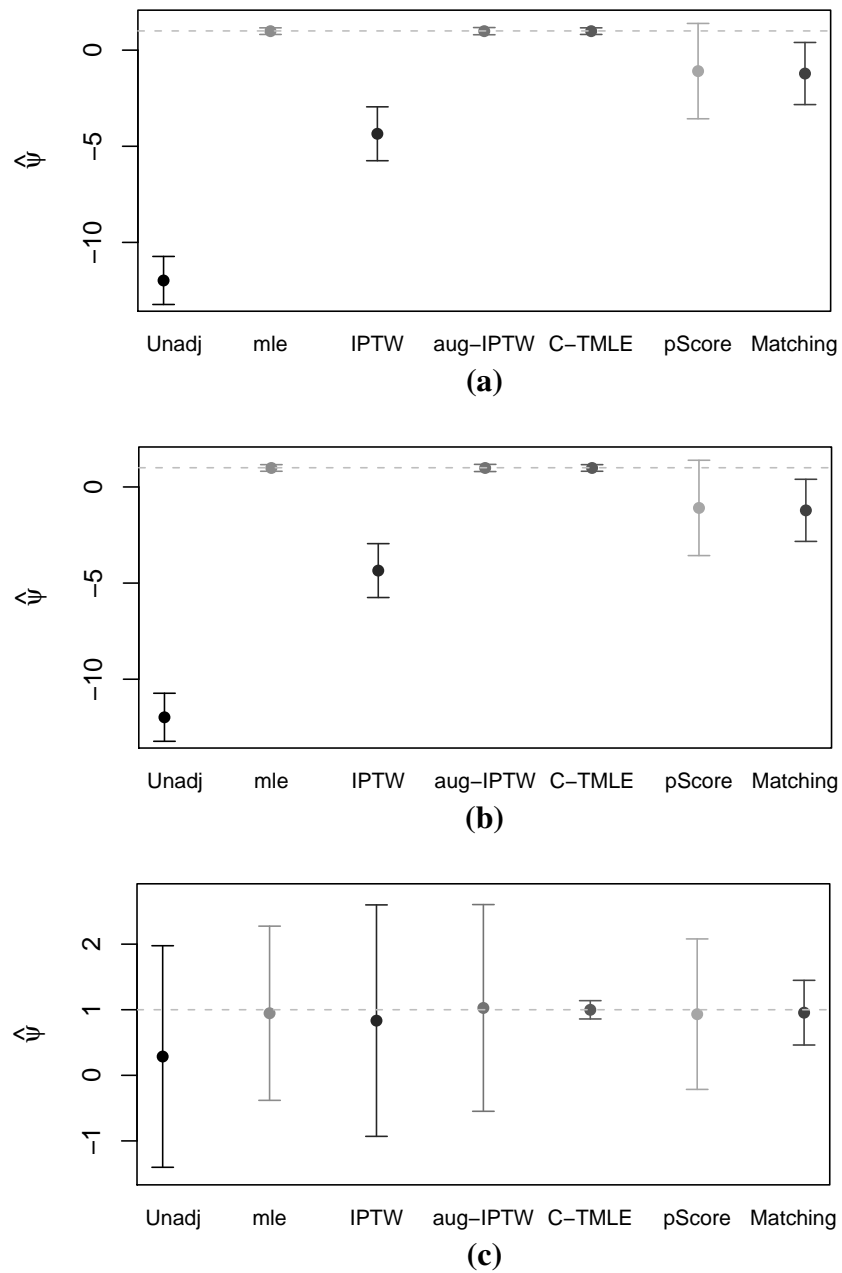 0
−5
−10
ψ̂
Unadj mle IPTW aug−IPTW C−TMLE pScore Matching
(a)
0
−5
−10
ψ̂
Unadj mle IPTW aug−IPTW C−TMLE pScore Matching
(b)
2
1
0
−1
ψ̂
Unadj mle IPTW aug−IPTW C−TMLE pScore Matching
(c)